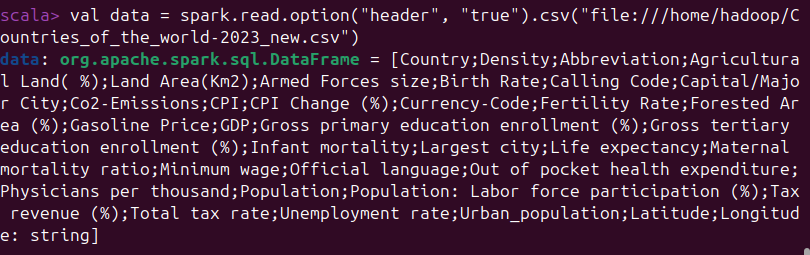 scala> val data = spark.read.option("header", "true").csv("file:///home/hadoop/C
ountries_of_the_world-2023_new.csv")
data: org.apache.spark.sql.DataFrame = [Country;Density;Abbreviation;Agricultura
l Land( %);Land Area(Km2);Armed Forces size;Birth Rate;Calling Code;Capital/Majo
r City;Co2-Emissions;CPI;CPI Change (%);Currency-Code;Fertility Rate;Forested Ar
ea (%);Gasoline Price;GDP;Gross primary education enrollment (%);Gross tertiary
education enrollment (%);Infant mortality;Largest city;Life expectancy;Maternal
mortality ratio;Minimum wage;Official language;Out of pocket health expenditure;
Physicians per thousand;Population;Population: Labor force participation (%);Tax
 revenue (%);Total tax rate;Unemployment rate;Urban_population;Latitude;Longitud
e: string]